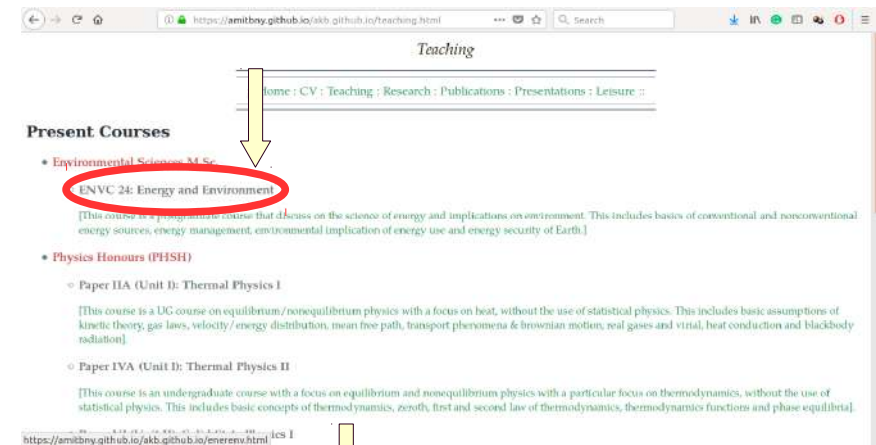 https://amitbny.github.io/akb.github.io/teaching.html
Search
Teaching
Home : CV : Teaching : Research : Publications : Presentations : Leisure ::
Present Courses
• Environmental Sciences M.Sc.
ENVC 24: Energy and Environment
[This course is a postgraduate course that discuss on the science of energy and implications on environment. This includes basics of conventional and nonconventional
energy sources, energy management, environmental implication of energy use and energy security of Earth.]
• Physics Honours (PHSH)
○ Paper IIA (Unit I): Thermal Physics I
[This course is a UG course on equilibrium/nonequilibrium physics with a focus on heat, without the use of statistical physics. This includes basic assumptions of
kinetic theory, gas laws, velocity/energy distribution, mean free path, transport phenomena & brownian motion, real gases and virial, heat conduction and blackbody
radiation]
○ Paper IVA (Unit I): Thermal Physics II
[This course is an undergraduate course with a focus on equilibrium and nonequilibrium physics with a particular focus on thermodynamics, without the use of
statistical physics. This includes basic concepts of thermodynamics, zeroth, first and second law of thermodynamics, thermodynamics functions and phase equilibria].
https://amitbny.github.io/akb.github.io/enerenv.html